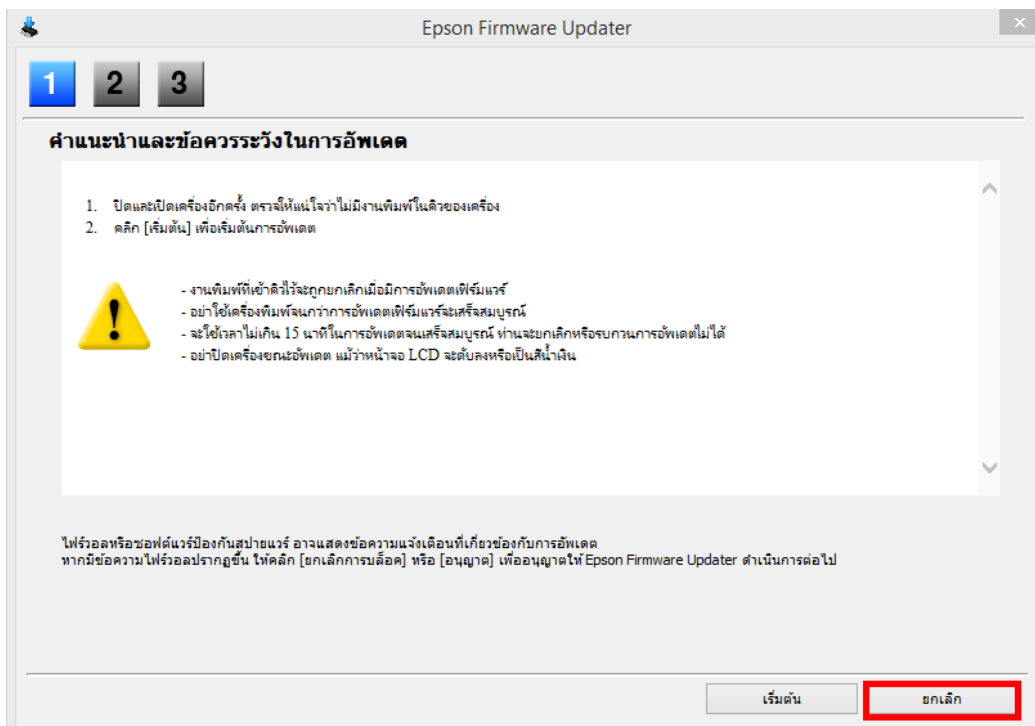 Epson Firmware Updater
1 2 3
คำแนะนำและข้อควรระวังในการอัพเดต
1. ปิดและเปิดเครื่องอีกครั้ง ตรวจให้แน่ใจว่าไม่มีงานพิมพ์ในคิวของเครื่อง
2. คลิก [เริ่มต้น] เพื่อเริ่มต้นการอัพเดต
- งานพิมพ์ที่เข้าคิวไว้จะถูกยกเลิกเมื่อมีการอัพเดตเฟิร์มแวร์
- อย่าใช้เครื่องพิมพ์จนกว่าการอัพเดตเฟิร์มแวร์จะเสร็จสมบูรณ์
- จะใช้เวลาไม่เกิน 15 นาทีในการอัพเดตจนเสร็จสมบูรณ์ ท่านจะยกเลิกหรือรบกวนการอัพเดตไม่ได้
- อย่าปิดเครื่องขณะอัพเดต แม้ว่าหน้าจอ LCD จะดับลงหรือเป็นสีน้ำเงิน
ไฟร์วอลหรือซอฟต์แวร์ป้องกันสปายแวร์ อาจแสดงข้อความแจ้งเตือนที่เกี่ยวข้องกับการอัพเดต
หากมีข้อความไฟร์วอลปรากฏขึ้น ให้คลิก [ยกเลิกการบล็อค] หรือ [อนุญาต] เพื่ออนุญาตให้ Epson Firmware Updater ดำเนินการต่อไป
เริ่มต้น ยกเลิก